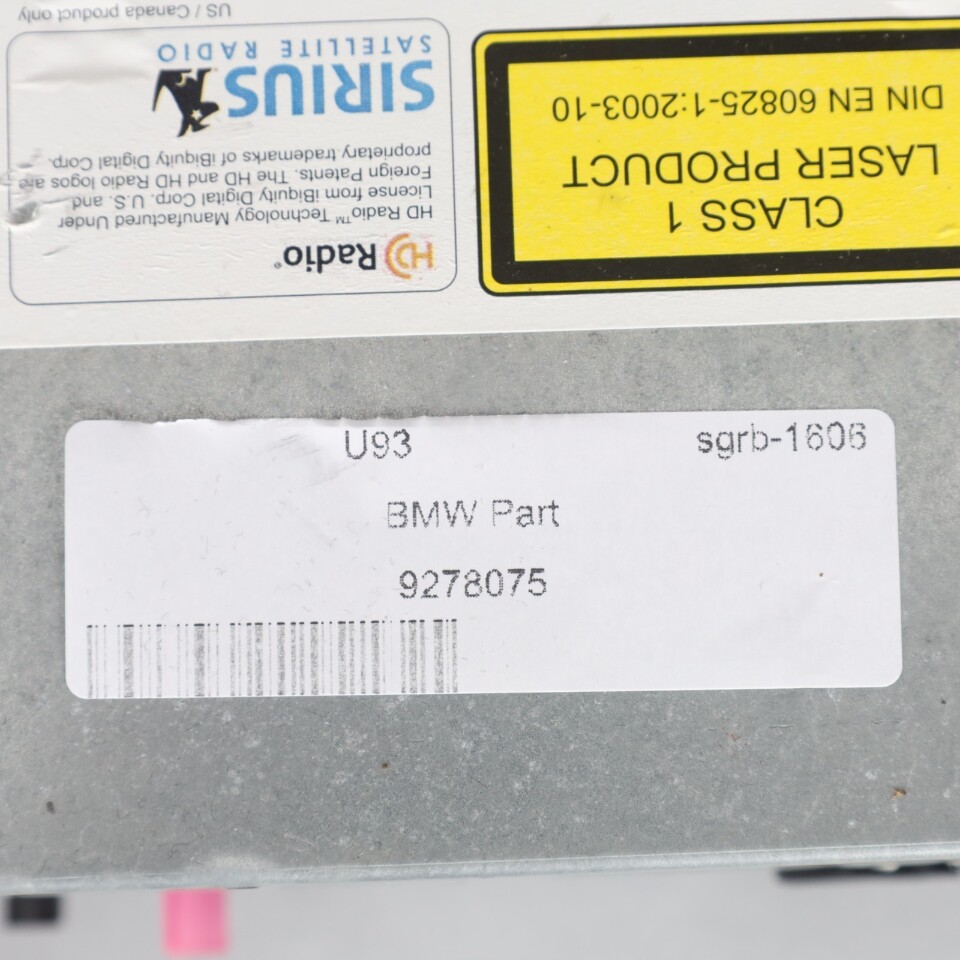 US / Canada product only
SIRIUS
SATELLITE RADIO
HD Radio™ Technology Manufactured Under
License from iBiquity Digital Corp. U.S. and
Foreign Patents. The HD and HD Radio logos are
proprietary trademarks of iBiquity Digital Corp.
HD Radio®
CLASS 1
LASER PRODUCT
DIN EN 60825-1:2003-10
U93
sgrb-1606
BMW Part
9278075